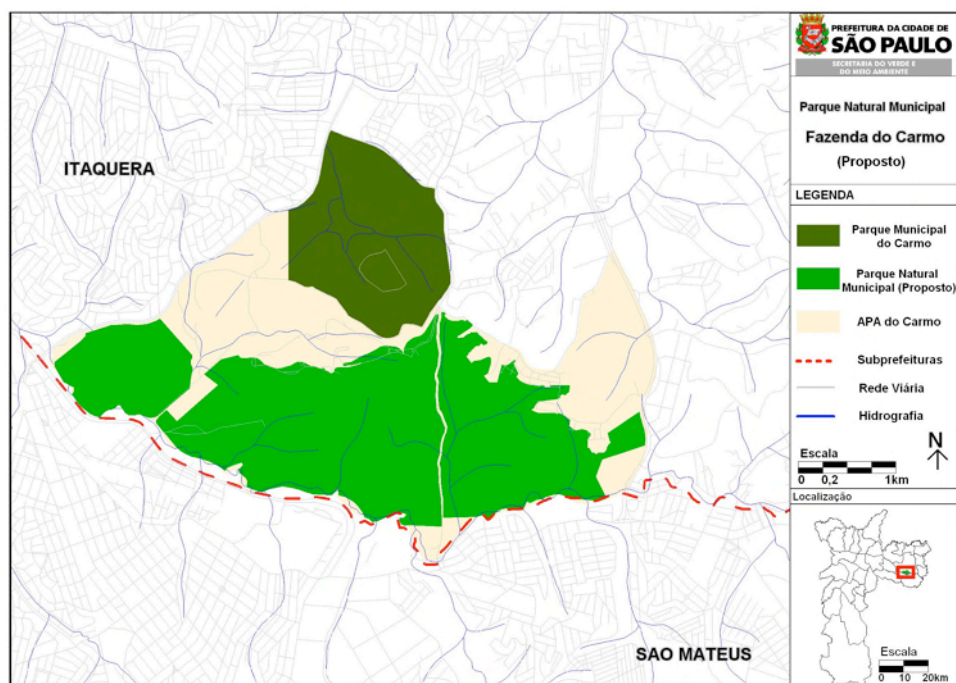 ITAQUERA
SAO MATEUS
PREFEITURA DA CIDADE DE
SÃO PAULO
SECRETARIA DO VERDE E
DO MEIO AMBIENTE
Parque Natural Municipal
Fazenda do Carmo
(Proposto)
LEGENDA
Parque Municipal
do Carmo
Parque Natural
Municipal (Proposto)
APA do Carmo
Subprefeituras
Rede Viária
Hidrografia
N
Escala
0 0,2 1km
Localização
Escala
0 10 20km